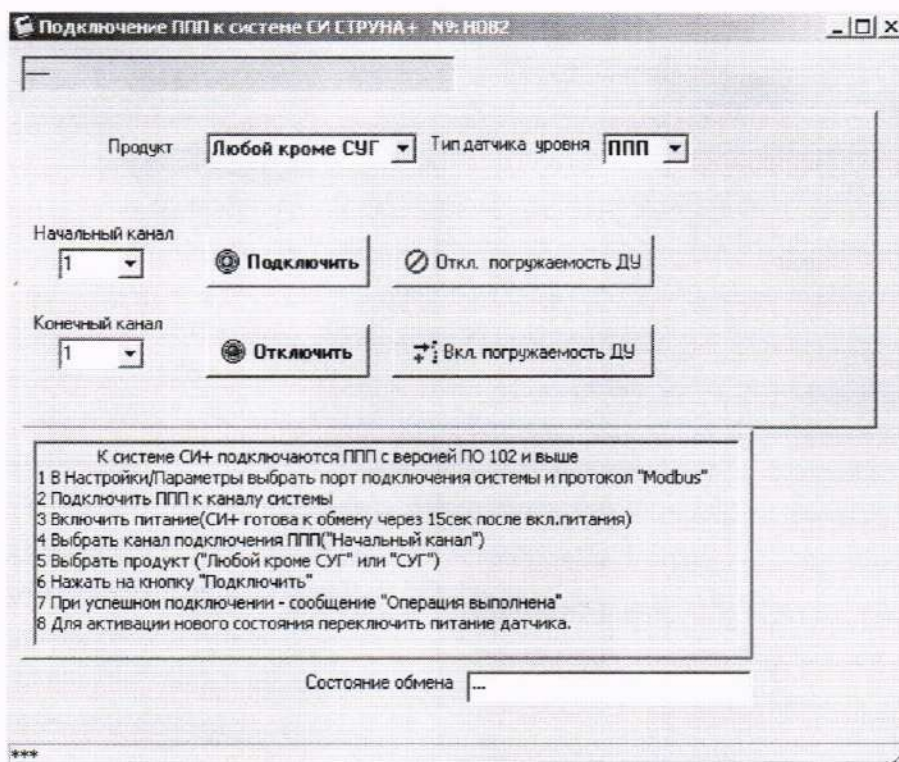 Подключение ППП к системе СИ СТРУНА+ №: НОВ2
---
Продукт Любой кроме СУГ Тип датчика уровня ППП
Начальный канал
1 Подключить Откл. погружаемость ДУ
Конечный канал
1 Отключить Вкл. погружаемость ДУ
К системе СИ+ подключаются ППП с версией ПО 102 и выше
1 В Настройки/Параметры выбрать порт подключения системы и протокол "Modbus"
2 Подключить ППП к каналу системы
3 Включить питание(СИ+ готова к обмену через 15сек после вкл.питания)
4 Выбрать канал подключения ППП("Начальный канал")
5 Выбрать продукт ("Любой кроме СУГ" или "СУГ")
6 Нажать на кнопку "Подключить"
7 При успешном подключении - сообщение "Операция выполнена"
8 Для активации нового состояния переключить питание датчика.
Состояние обмена ...
***